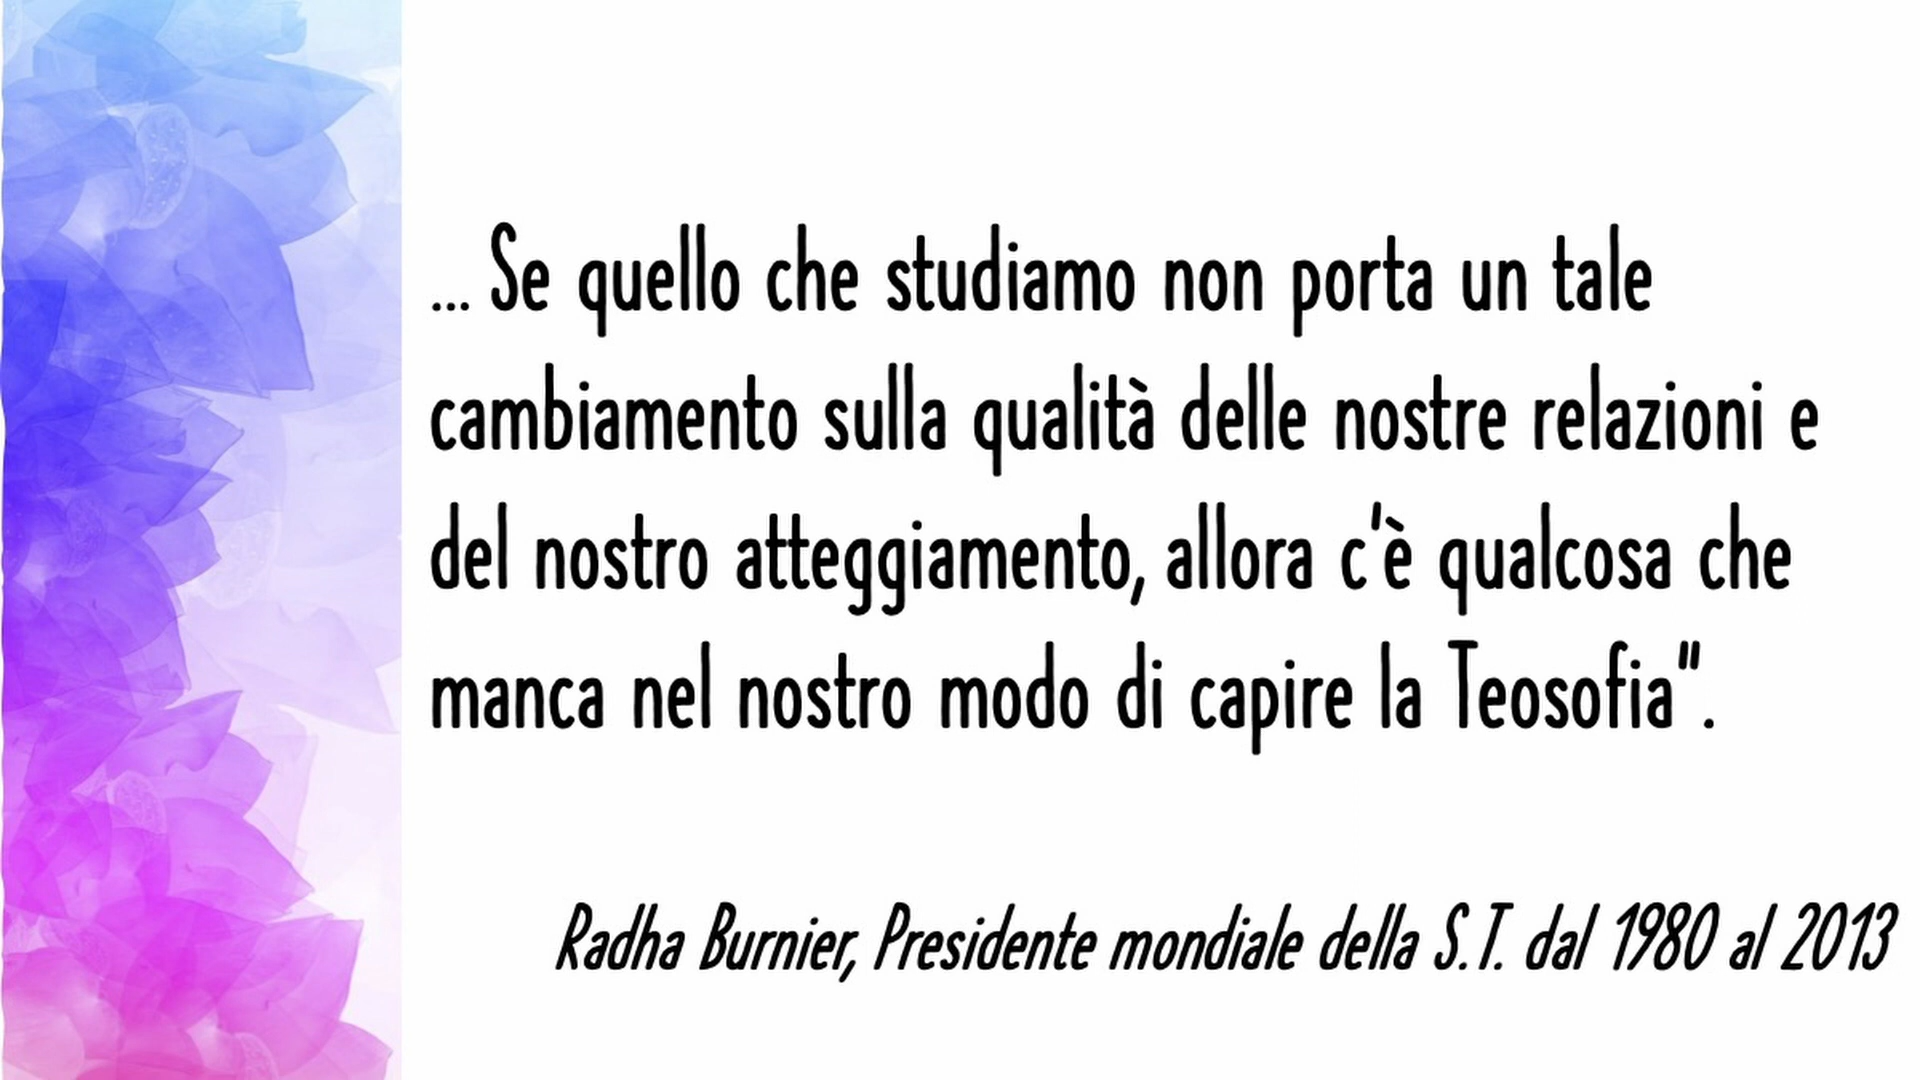 ... Se quello che studiamo non porta un tale
cambiamento sulla qualità delle nostre relazioni e
del nostro atteggiamento, allora c'è qualcosa che
manca nel nostro modo di capire la Teosofia".
Radha Burnier, Presidente mondiale della S.T. dal 1980 al 2013